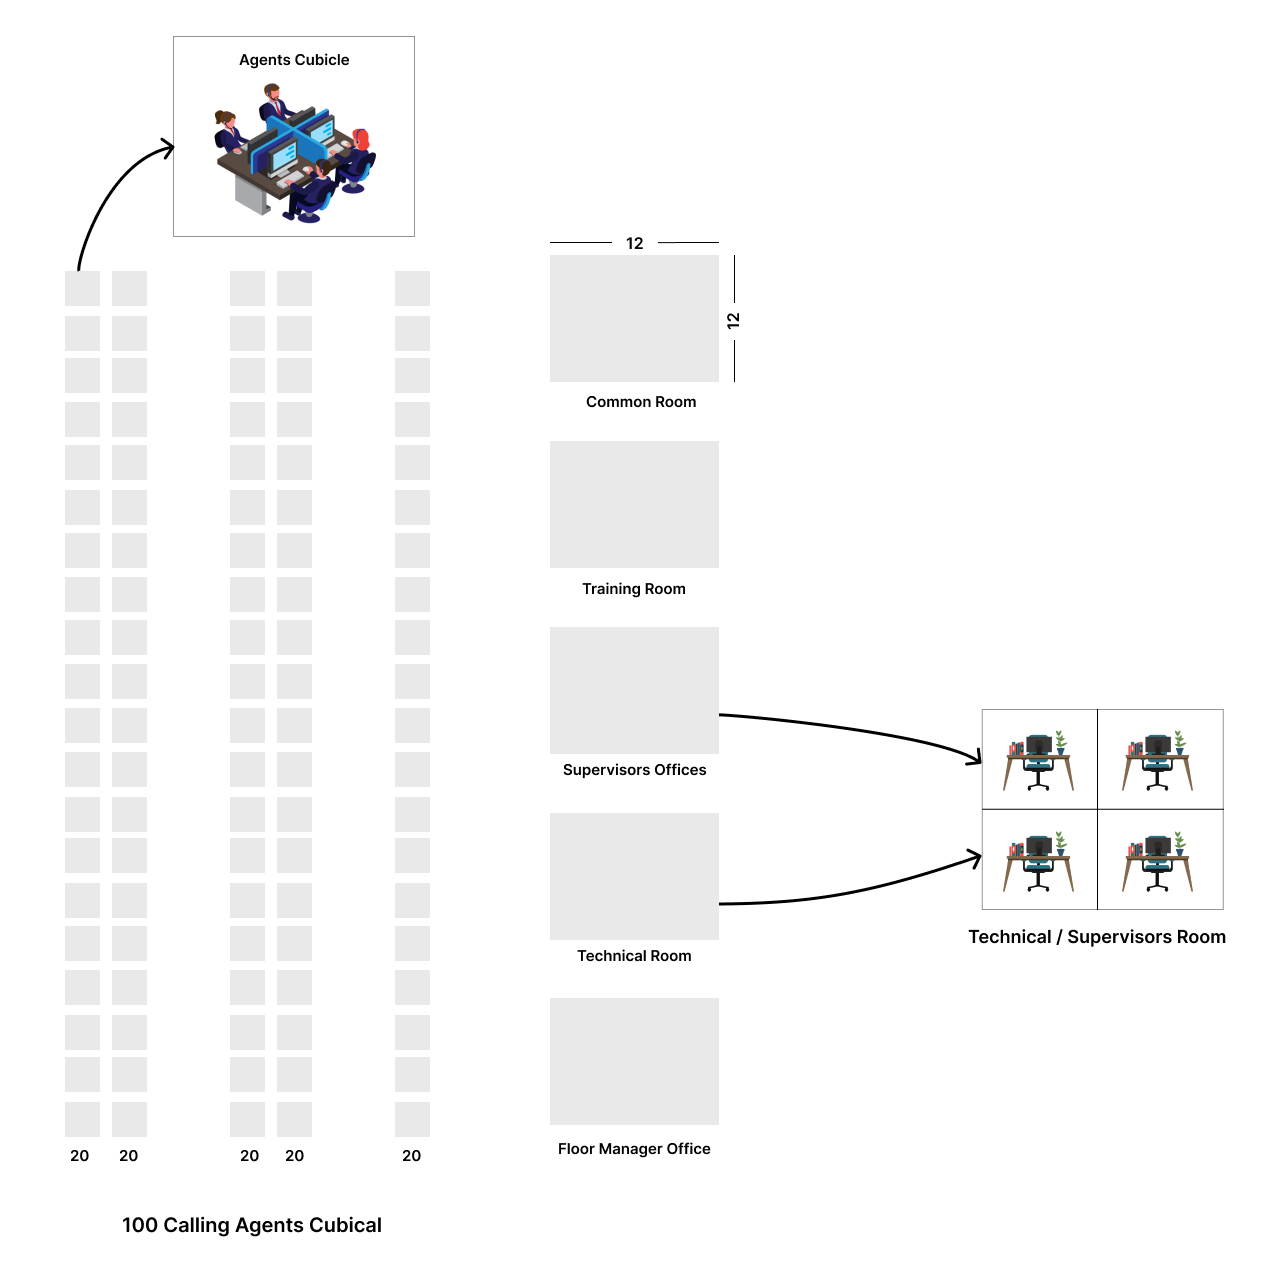 Agents Cubicle
12
12
Common Room
Training Room
Supervisors Offices
Technical Room
Technical / Supervisors Room
Floor Manager Office
20
20
20
20
20
100 Calling Agents Cubical